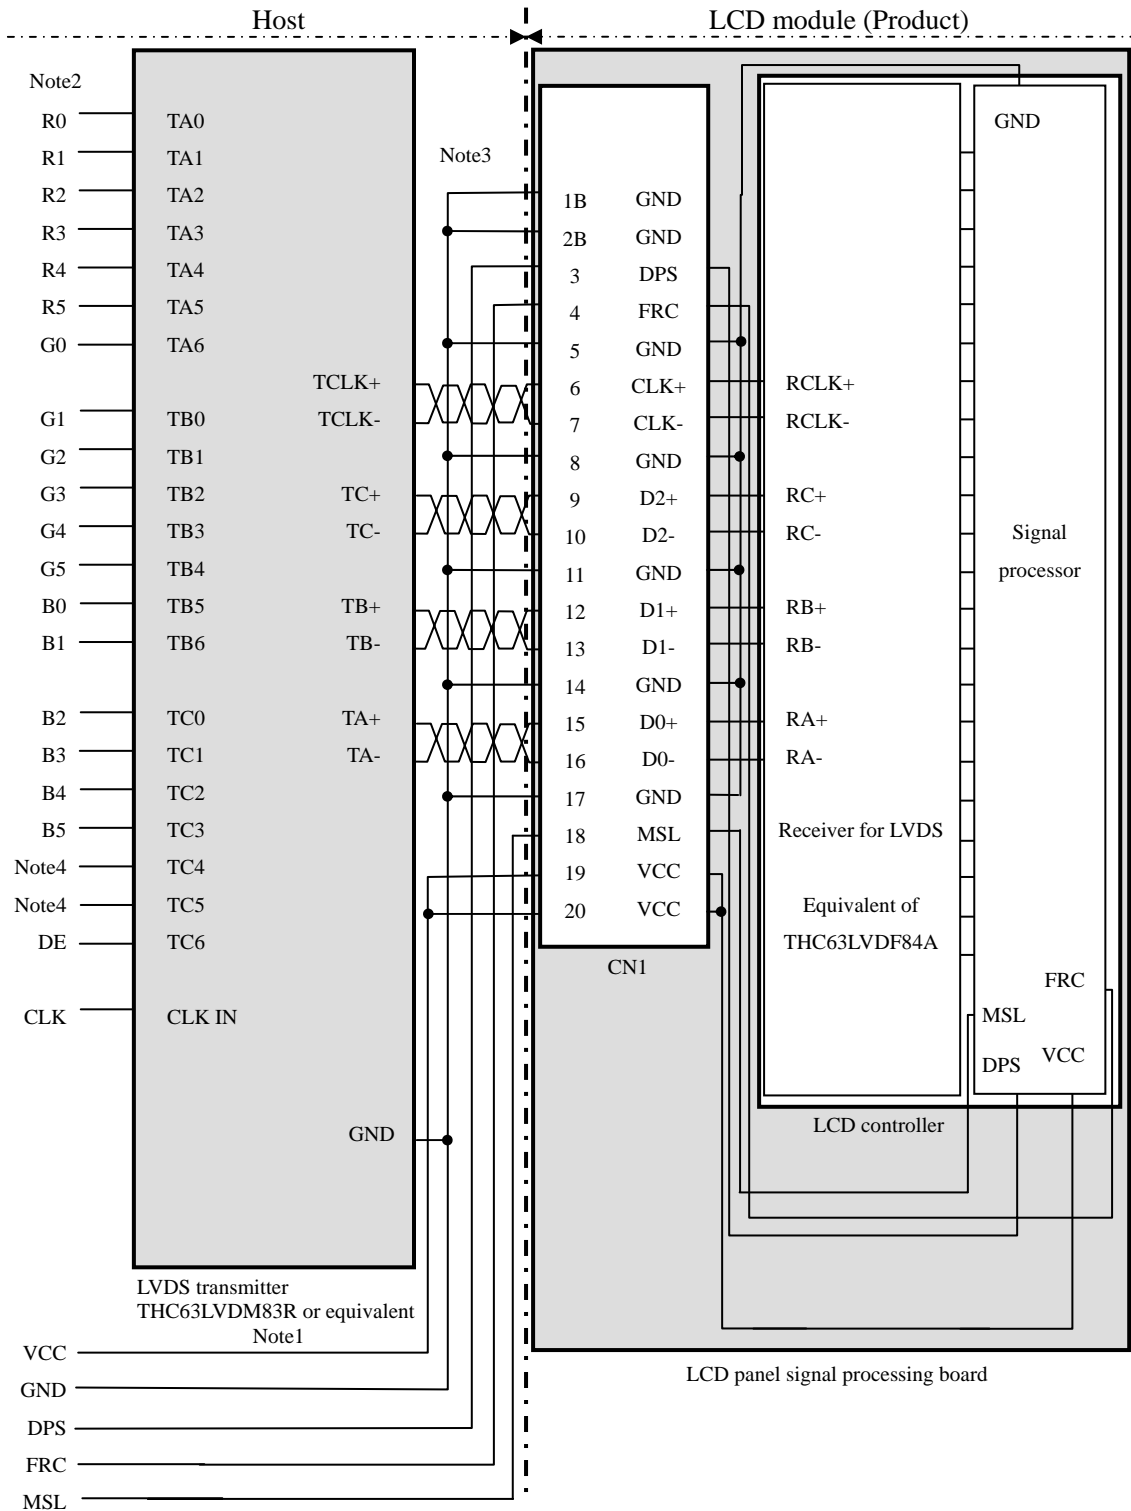 Host
LCD module (Product)
Note2
R0 TA0
R1 TA1
R2 TA2
R3 TA3
R4 TA4
R5 TA5
G0 TA6
TCLK+
G1 TB0 TCLK-
G2 TB1
G3 TB2 TC+
G4 TB3 TC-
G5 TB4
B0 TB5 TB+
B1 TB6 TB-
B2 TC0 TA+
B3 TC1 TA-
B4 TC2
B5 TC3
Note4 TC4
Note4 TC5
DE TC6
CLK CLK IN
GND
LVDS transmitter
THC63LVDM83R or equivalent
Note1
VCC
GND
DPS
FRC
MSL
Note3
1B GND
2B GND
3 DPS
4 FRC
5 GND
6 CLK+
7 CLK-
8 GND
9 D2+
10 D2-
11 GND
12 D1+
13 D1-
14 GND
15 D0+
16 D0-
17 GND
18 MSL
19 VCC
20 VCC
CN1
RCLK+
RCLK-
RC+
RC-
RB+
RB-
RA+
RA-
Receiver for LVDS
Equivalent of
THC63LVDF84A
GND
Signal
processor
FRC
MSL
DPS VCC
LCD controller
LCD panel signal processing board